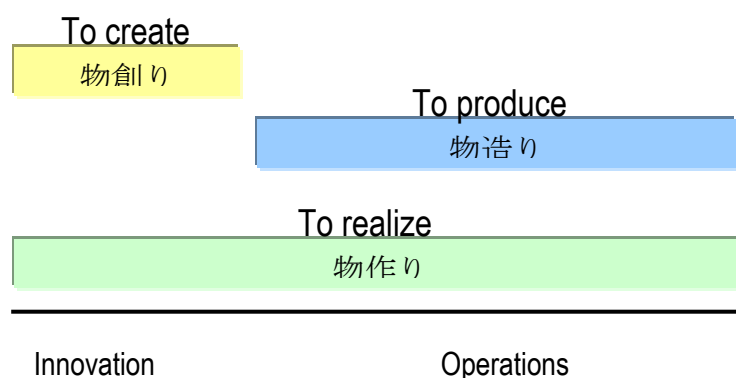 To create
物創り
To produce
物造り
To realize
物作り
Innovation
Operations